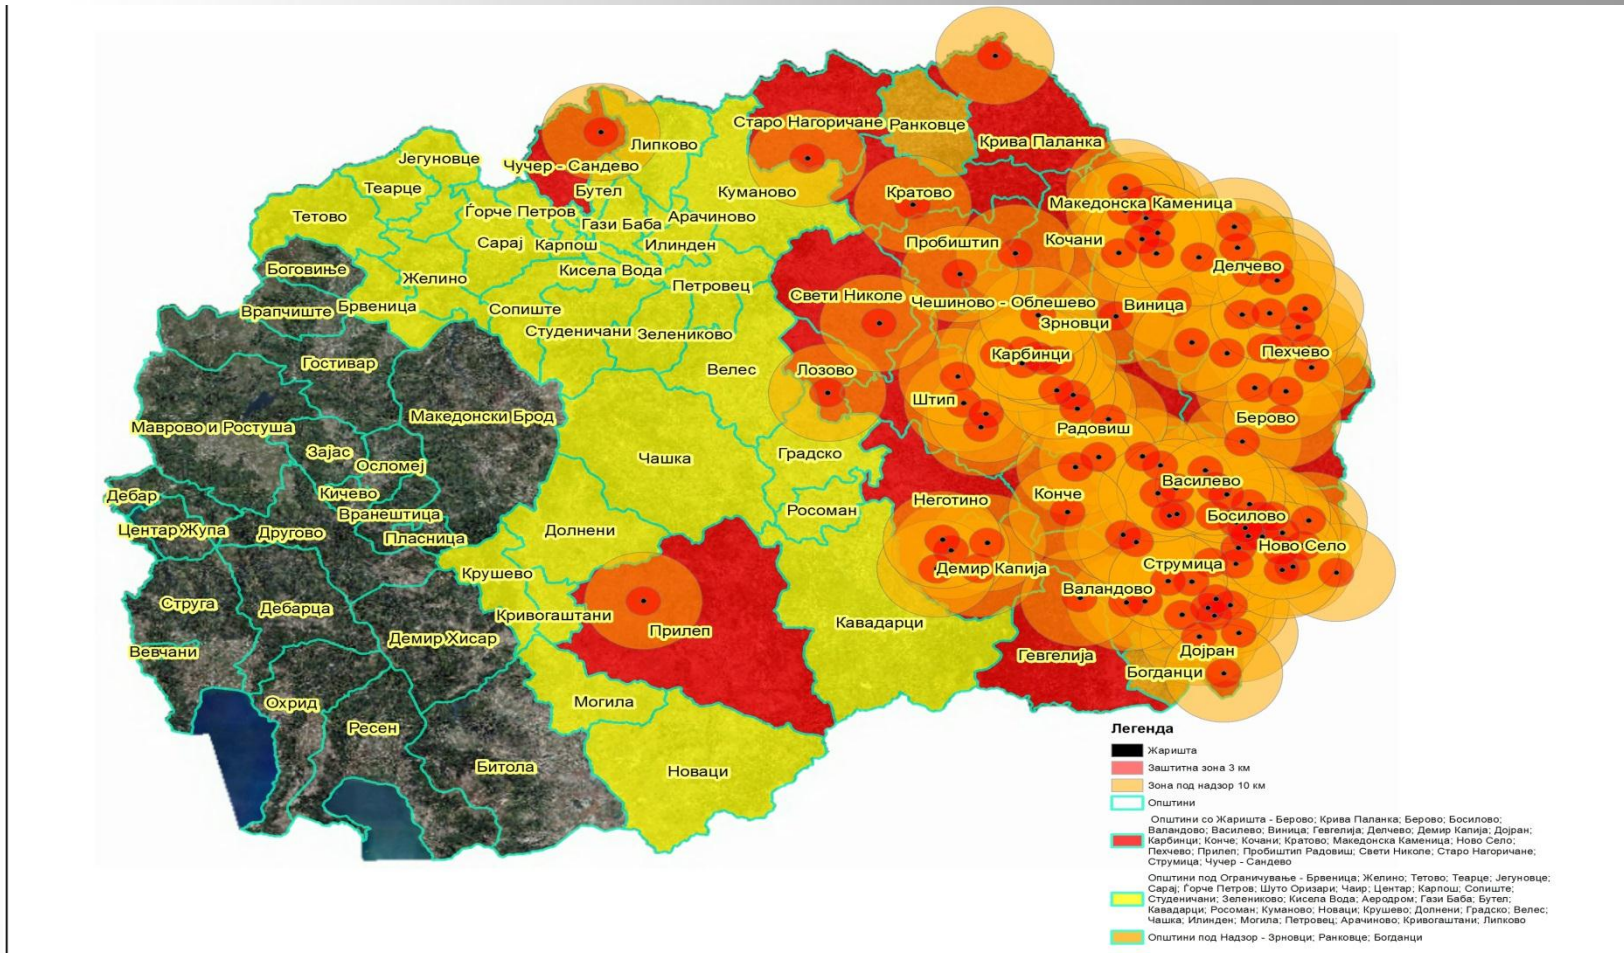 Старо Нагоричане
Ранковце
Крива Паланка
Липково
Јегуновце
Чучер - Сандево
Теарце
Бутел
Куманово
Кратово
Македонска Каменица
Тетово
Ѓорче Петров
Гази Баба
Арачиново
Сарај
Карпош
Илинден
Пробиштип
Кочани
Боговиње
Кисела Вода
Делчево
Желино
Петровец
Свети Николе
Чешиново - Облешево
Виница
Врапчиште
Брвеница
Сопиште
Зрновци
Студеничани
Зелениково
Карбинци
Пехчево
Гостивар
Велес
Лозово
Штип
Македонски Брод
Берово
Маврово и Ростуша
Радовиш
Зајас
Осломеј
Чашка
Градско
Василево
Дебар
Кичево
Неготино
Конче
Вранештица
Росоман
Босилово
Центар Жупа
Другово
Пласница
Долнени
Ново Село
Крушево
Демир Капија
Струмица
Валандово
Струга
Дебарца
Кривогаштани
Кавадарци
Прилеп
Демир Хисар
Вевчани
Гевгелија
Дојран
Богданци
Охрид
Могила
Ресен
Битола
Новаци
Легенда
Жаришта
Заштитна зона 3 км
Зона под надзор 10 км
Општини
Општини со Жаришта - Берово; Крива Паланка; Берово; Босилово;
Валандово; Василево; Виница; Гевгелија; Делчево; Демир Капија; Дојран;
Карбинци; Конче; Кочани; Кратово; Македонска Каменица; Ново Село;
Пехчево; Прилеп; Пробиштип Радовиш; Свети Николе; Старо Нагоричане;
Струмица; Чучер - Сандево
Општини под Ограничување - Брвеница; Желино; Тетово; Теарце; Јегуновце;
Сарај; Ѓорче Петров; Шуто Оризари; Чаир; Центар; Карпош; Сопиште;
Студеничани; Зелениково; Кисела Вода; Аеродром; Гази Баба; Бутел;
Кавадарци; Росоман; Куманово; Новаци; Крушево; Долнени; Градско; Велес;
Чашка; Илинден; Могила; Петровец; Арачиново; Кривогаштани; Липково
Општини под Надзор - Зрновци; Ранковце; Богданци